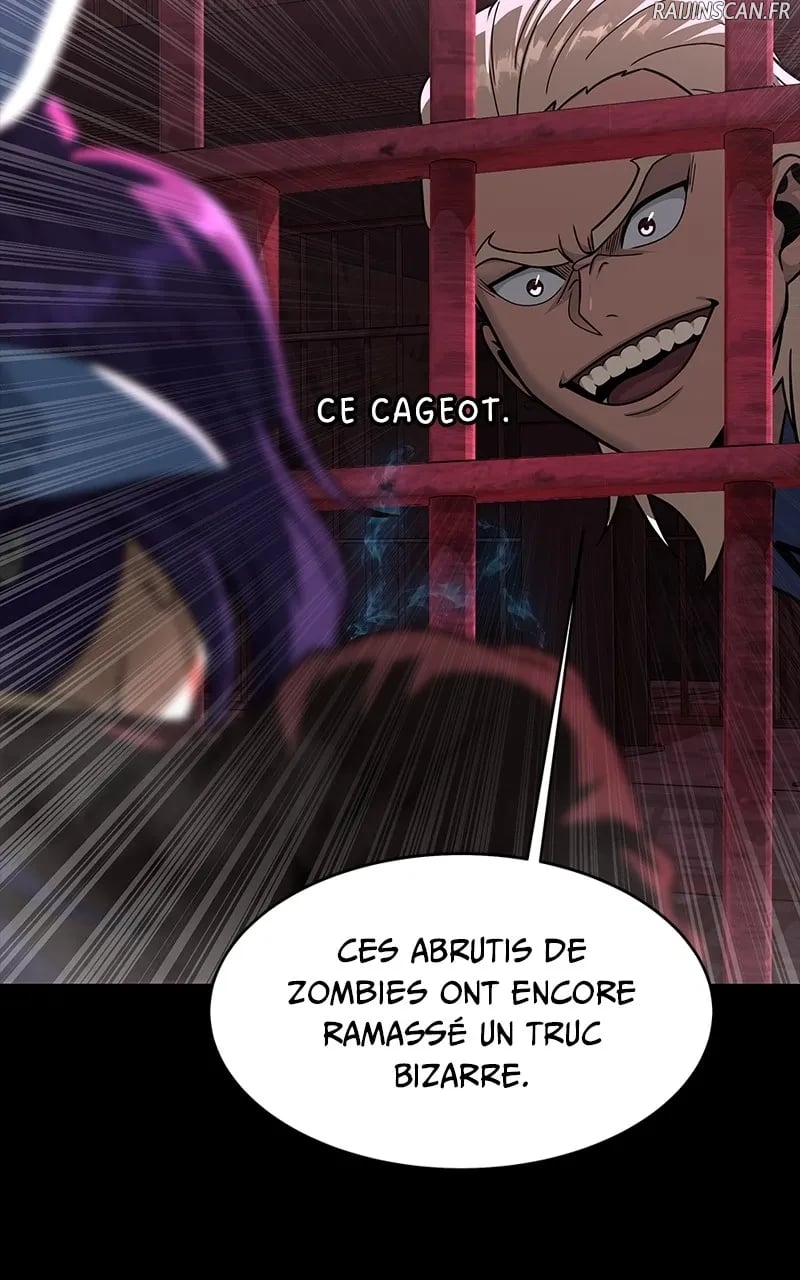 RAIJINSCAN.FR
CE CAGEOT.
CES ABRUTIS DE
ZOMBIES ONT ENCORE
RAMASSÉ UN TRUC
BIZARRE.